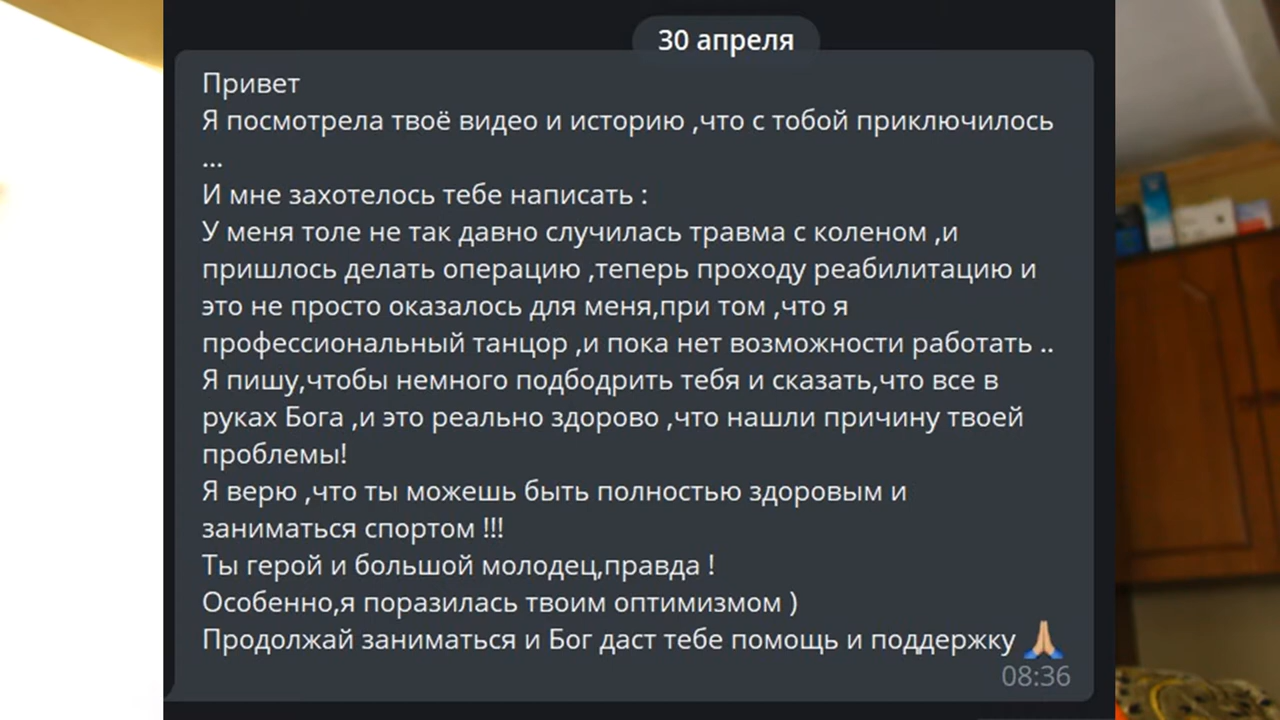 30 апреля
Привет
Я посмотрела твоё видео и историю ,что с тобой приключилось
...
И мне захотелось тебе написать :
У меня толе не так давно случилась травма с коленом ,и
пришлось делать операцию ,теперь проходу реабилитацию и
это не просто оказалось для меня,при том ,что я
профессиональный танцор ,и пока нет возможности работать ..
Я пишу,чтобы немного подбодрить тебя и сказать,что все в
руках Бога ,и это реально здорово ,что нашли причину твоей
проблемы!
Я верю ,что ты можешь быть полностью здоровым и
заниматься спортом !!!
Ты герой и большой молодец,правда !
Особенно,я поразилась твоим оптимизмом )
Продолжай заниматься и Бог даст тебе помощь и поддержку 🙏🏼
08:36